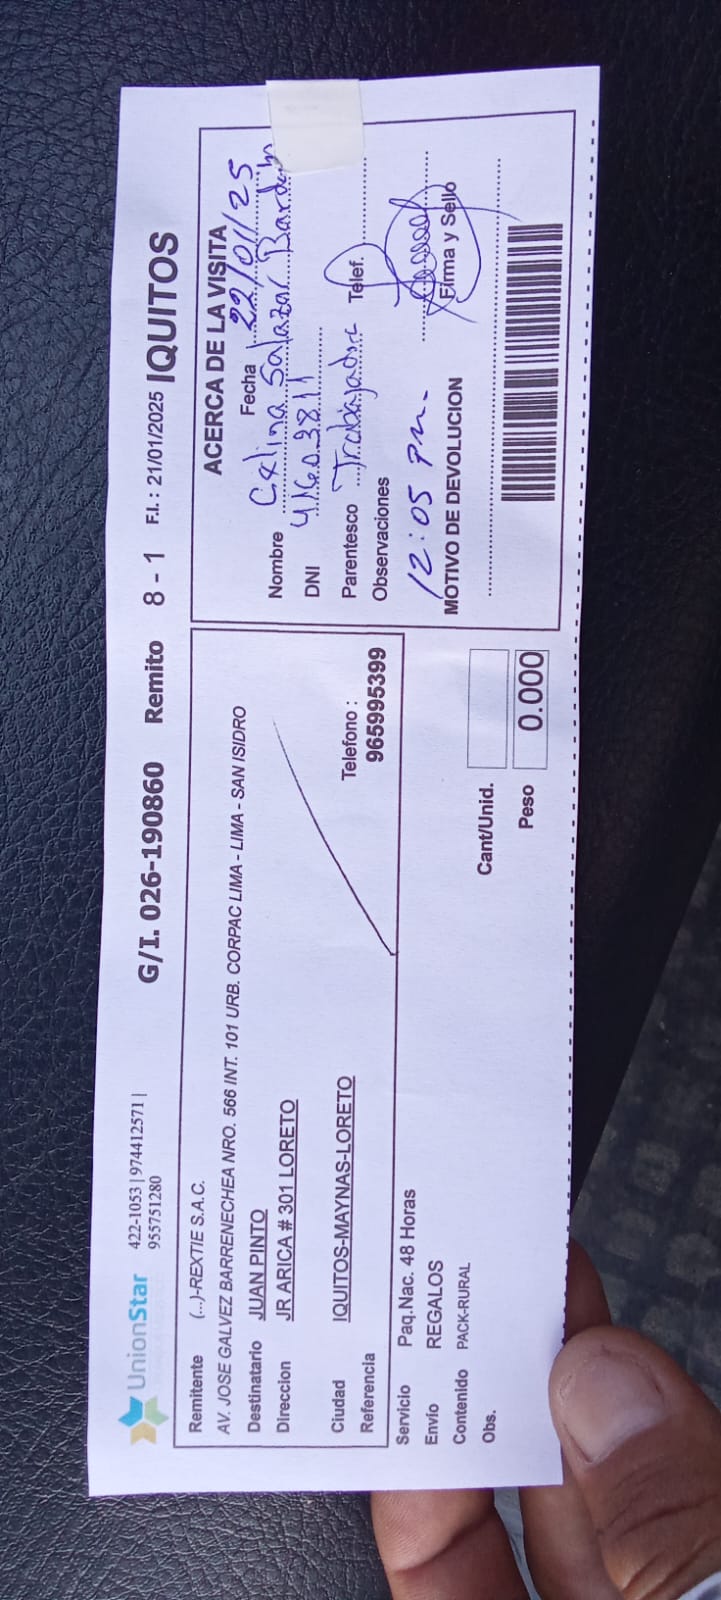 UnionStar 422-1053 | 974412571 |
955751280
G/I. 026-190860 Remito 8 - 1 F.I.: 21/01/2025 IQUITOS
Remitente (...)-REXTIE S.A.C.
AV. JOSE GALVEZ BARRENECHEA NRO. 566 INT. 101 URB. CORPAC LIMA - LIMA - SAN ISIDRO
Destinatario JUAN PINTO
Direccion JR ARICA # 301 LORETO
Ciudad IQUITOS-MAYNAS-LORETO
Telefono :
Referencia
965995399
Servicio Paq.Nac. 48 Horas
Envío REGALOS
Contenido PACK-RURAL
Obs.
Cant/Unid.
Peso 0.000
ACERCA DE LA VISITA
Fecha 22/01/25
Nombre Celina Salazar
DNI 41603811
Parentesco Trabajadora Telef.
Observaciones
12:05 pm.
Firma y Sello
MOTIVO DE DEVOLUCION